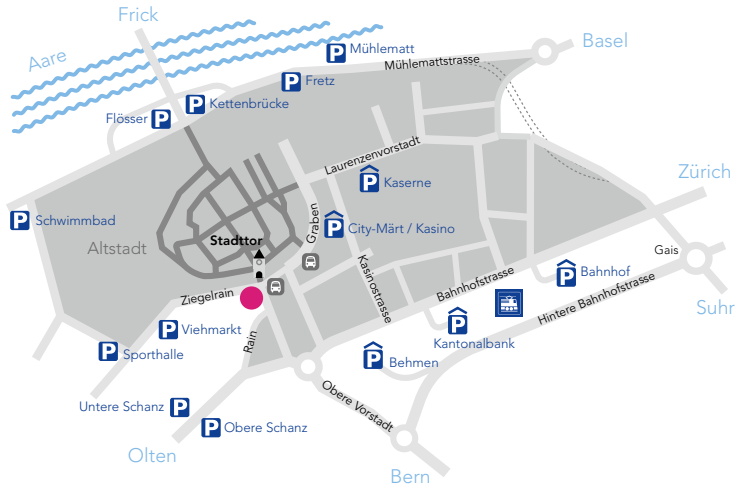 Frick
Aare
Basel
P Mühlematt
Mühlemattstrasse
P Fretz
P Kettenbrücke
Flösser P
Laurenzenvorstadt
P Kaserne
Zürich
P Schwimmbad
Altstadt
Stadttor
Graben
P City-Märt / Kasino
Gais
P Bahnhof
Kasinostrasse
Bahnhofstrasse
Hintere Bahnhofstrasse
Suhr
Ziegelrain
Rain
P Viehmarkt
P Sporthalle
P Kantonalbank
P Behmen
Obere Vorstadt
Untere Schanz P
P Obere Schanz
Olten
Bern